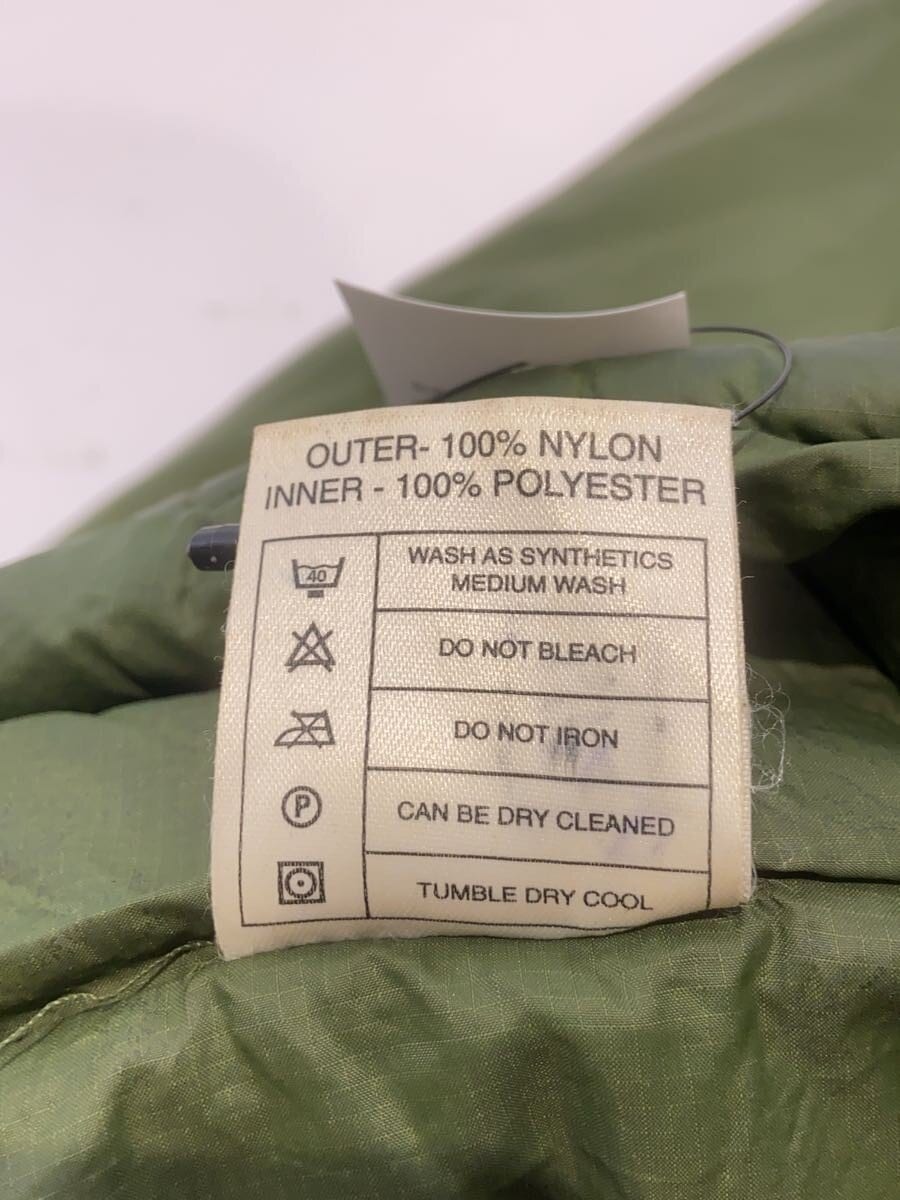 OUTER- 100% NYLON
INNER - 100% POLYESTER
40
WASH AS SYNTHETICS
MEDIUM WASH
DO NOT BLEACH
DO NOT IRON
P
CAN BE DRY CLEANED
TUMBLE DRY COOL